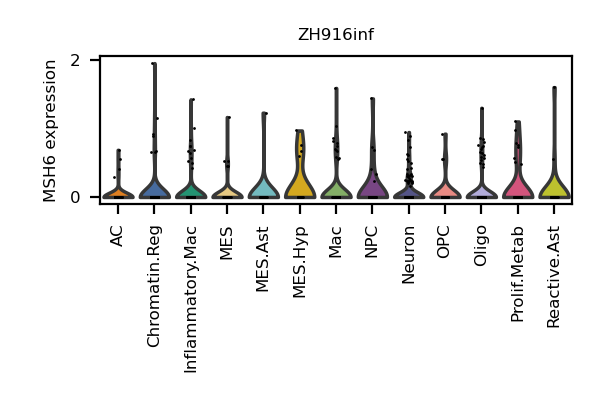 ZH916inf
MSH6 expression
2
0
AC
Chromatin.Reg
Inflammatory.Mac
MES
MES.Ast
MES.Hyp
Mac
NPC
Neuron
OPC
Oligo
Prolif.Metab
Reactive.Ast